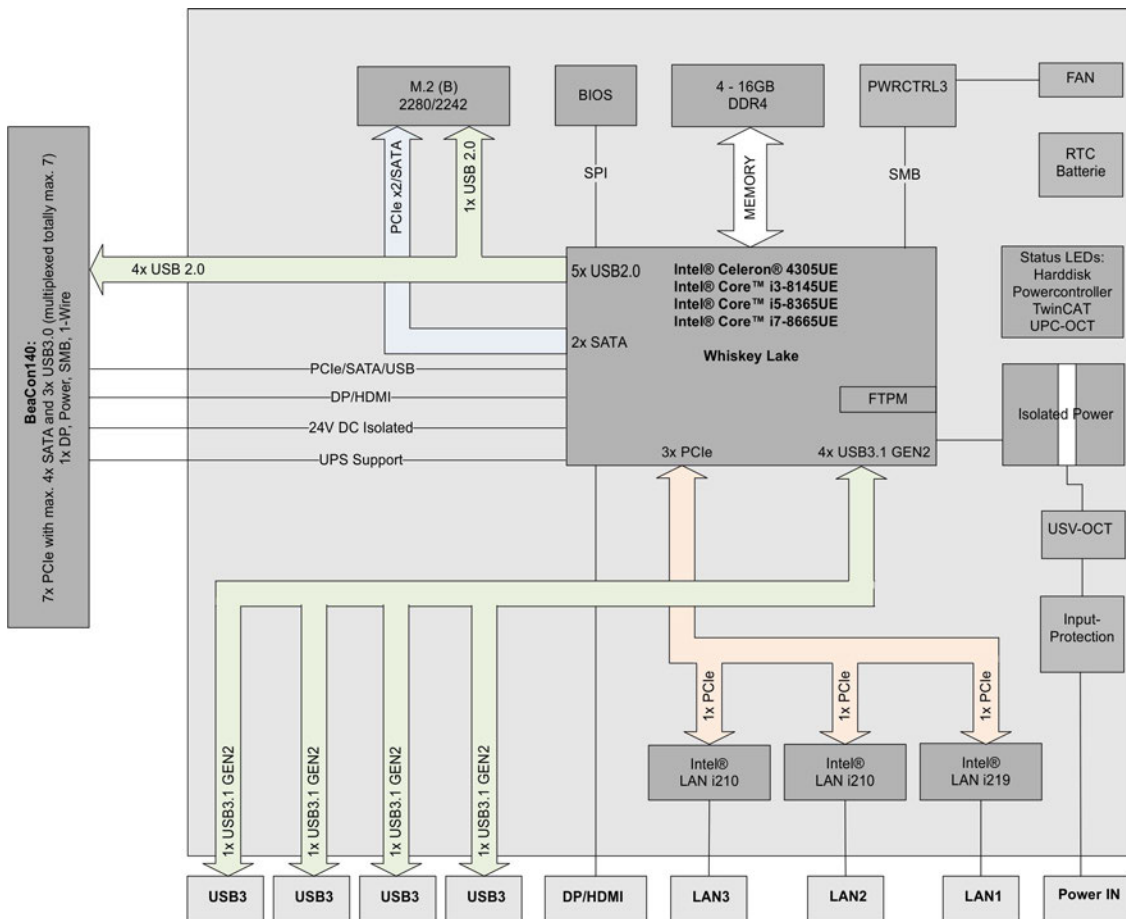 M.2 (B)
2280/2242
BIOS
4 - 16GB
DDR4
PWRCTRL3
FAN
RTC
Batterie
PCIe x2/SATA
1x USB 2.0
SPI
MEMORY
SMB
BeaCon140:
7x PCIe with max. 4x SATA and 3x USB3.0 (multiplexed totally max. 7)
1x DP, Power, SMB, 1-Wire
4x USB 2.0
5x USB2.0
Intel® Celeron® 4305UE
Intel® Core™ i3-8145UE
Intel® Core™ i5-8365UE
Intel® Core™ i7-8665UE
Whiskey Lake
2x SATA
Status LEDs:
Harddisk
Powercontroller
TwinCAT
UPC-OCT
PCIe/SATA/USB
DP/HDMI
24V DC Isolated
UPS Support
FTPM
3x PCIe
4x USB3.1 GEN2
Isolated Power
USV-OCT
Input-
Protection
1x PCIe
1x PCIe
1x PCIe
1x USB3.1 GEN2
1x USB3.1 GEN2
1x USB3.1 GEN2
1x USB3.1 GEN2
Intel®
LAN i210
Intel®
LAN i210
Intel®
LAN i219
USB3
USB3
USB3
USB3
DP/HDMI
LAN3
LAN2
LAN1
Power IN